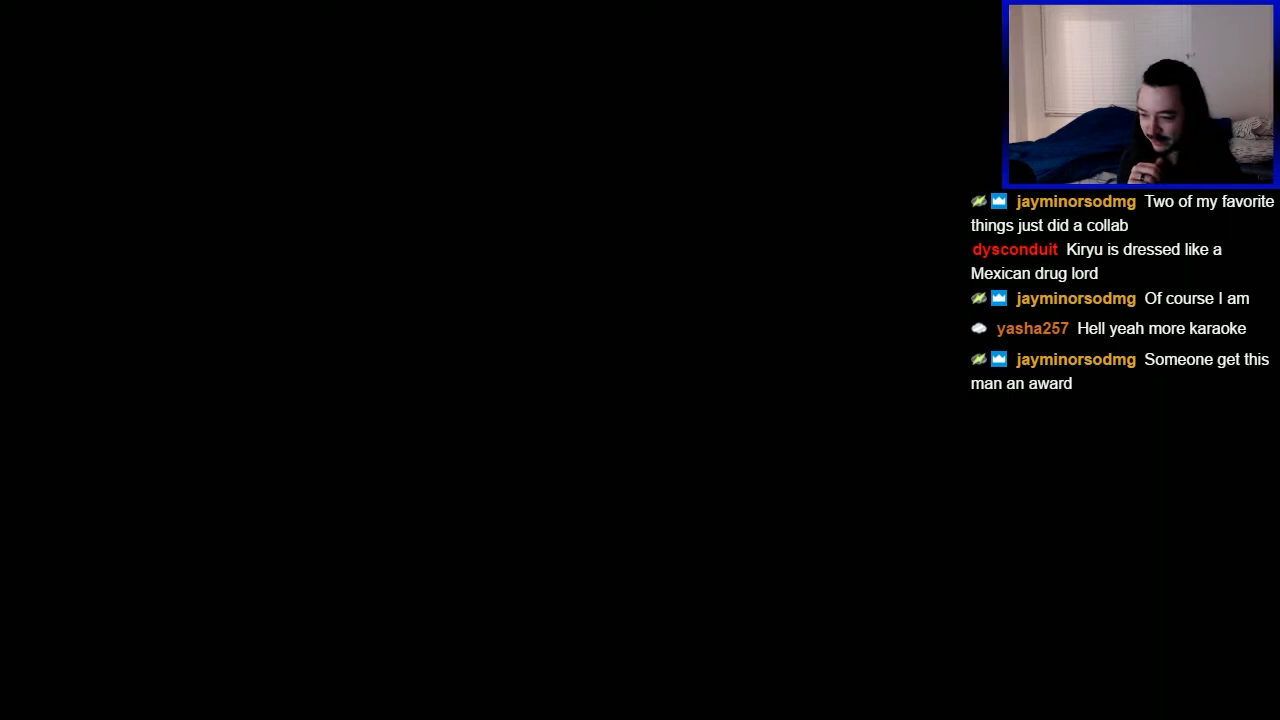 jayminorsodmg Two of my favorite
things just did a collab
dysconduit Kiryu is dressed like a
Mexican drug lord
jayminorsodmg Of course I am
yasha257 Hell yeah more karaoke
jayminorsodmg Someone get this
man an award